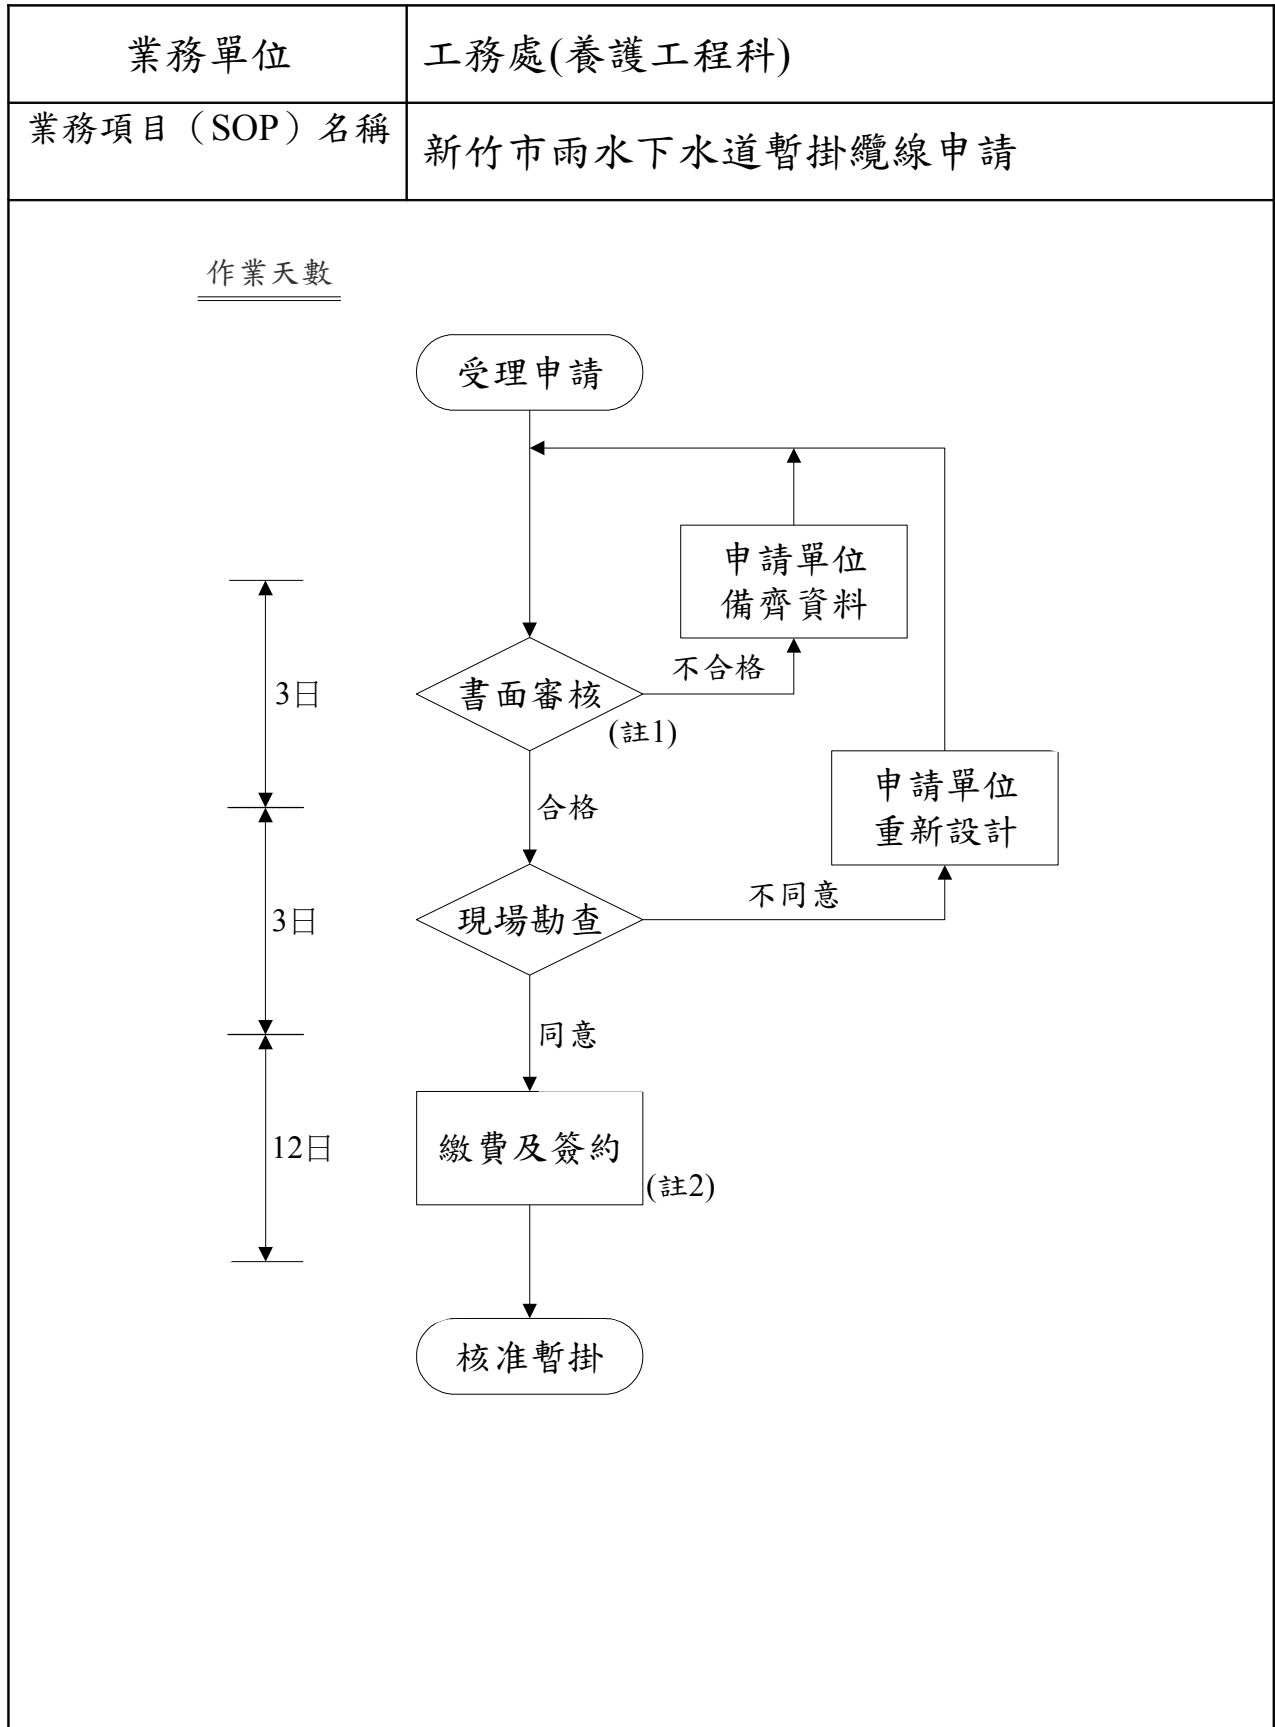 業務單位
工務處(養護工程科)
業務項目（SOP）名稱
新竹市雨水下水道暫掛纜線申請
作業天數
受理申請
申請單位
備齊資料
不合格
書面審核
(註1)
3日
合格
申請單位
重新設計
不同意
現場勘查
3日
同意
繳費及簽約
(註2)
12日
核准暫掛